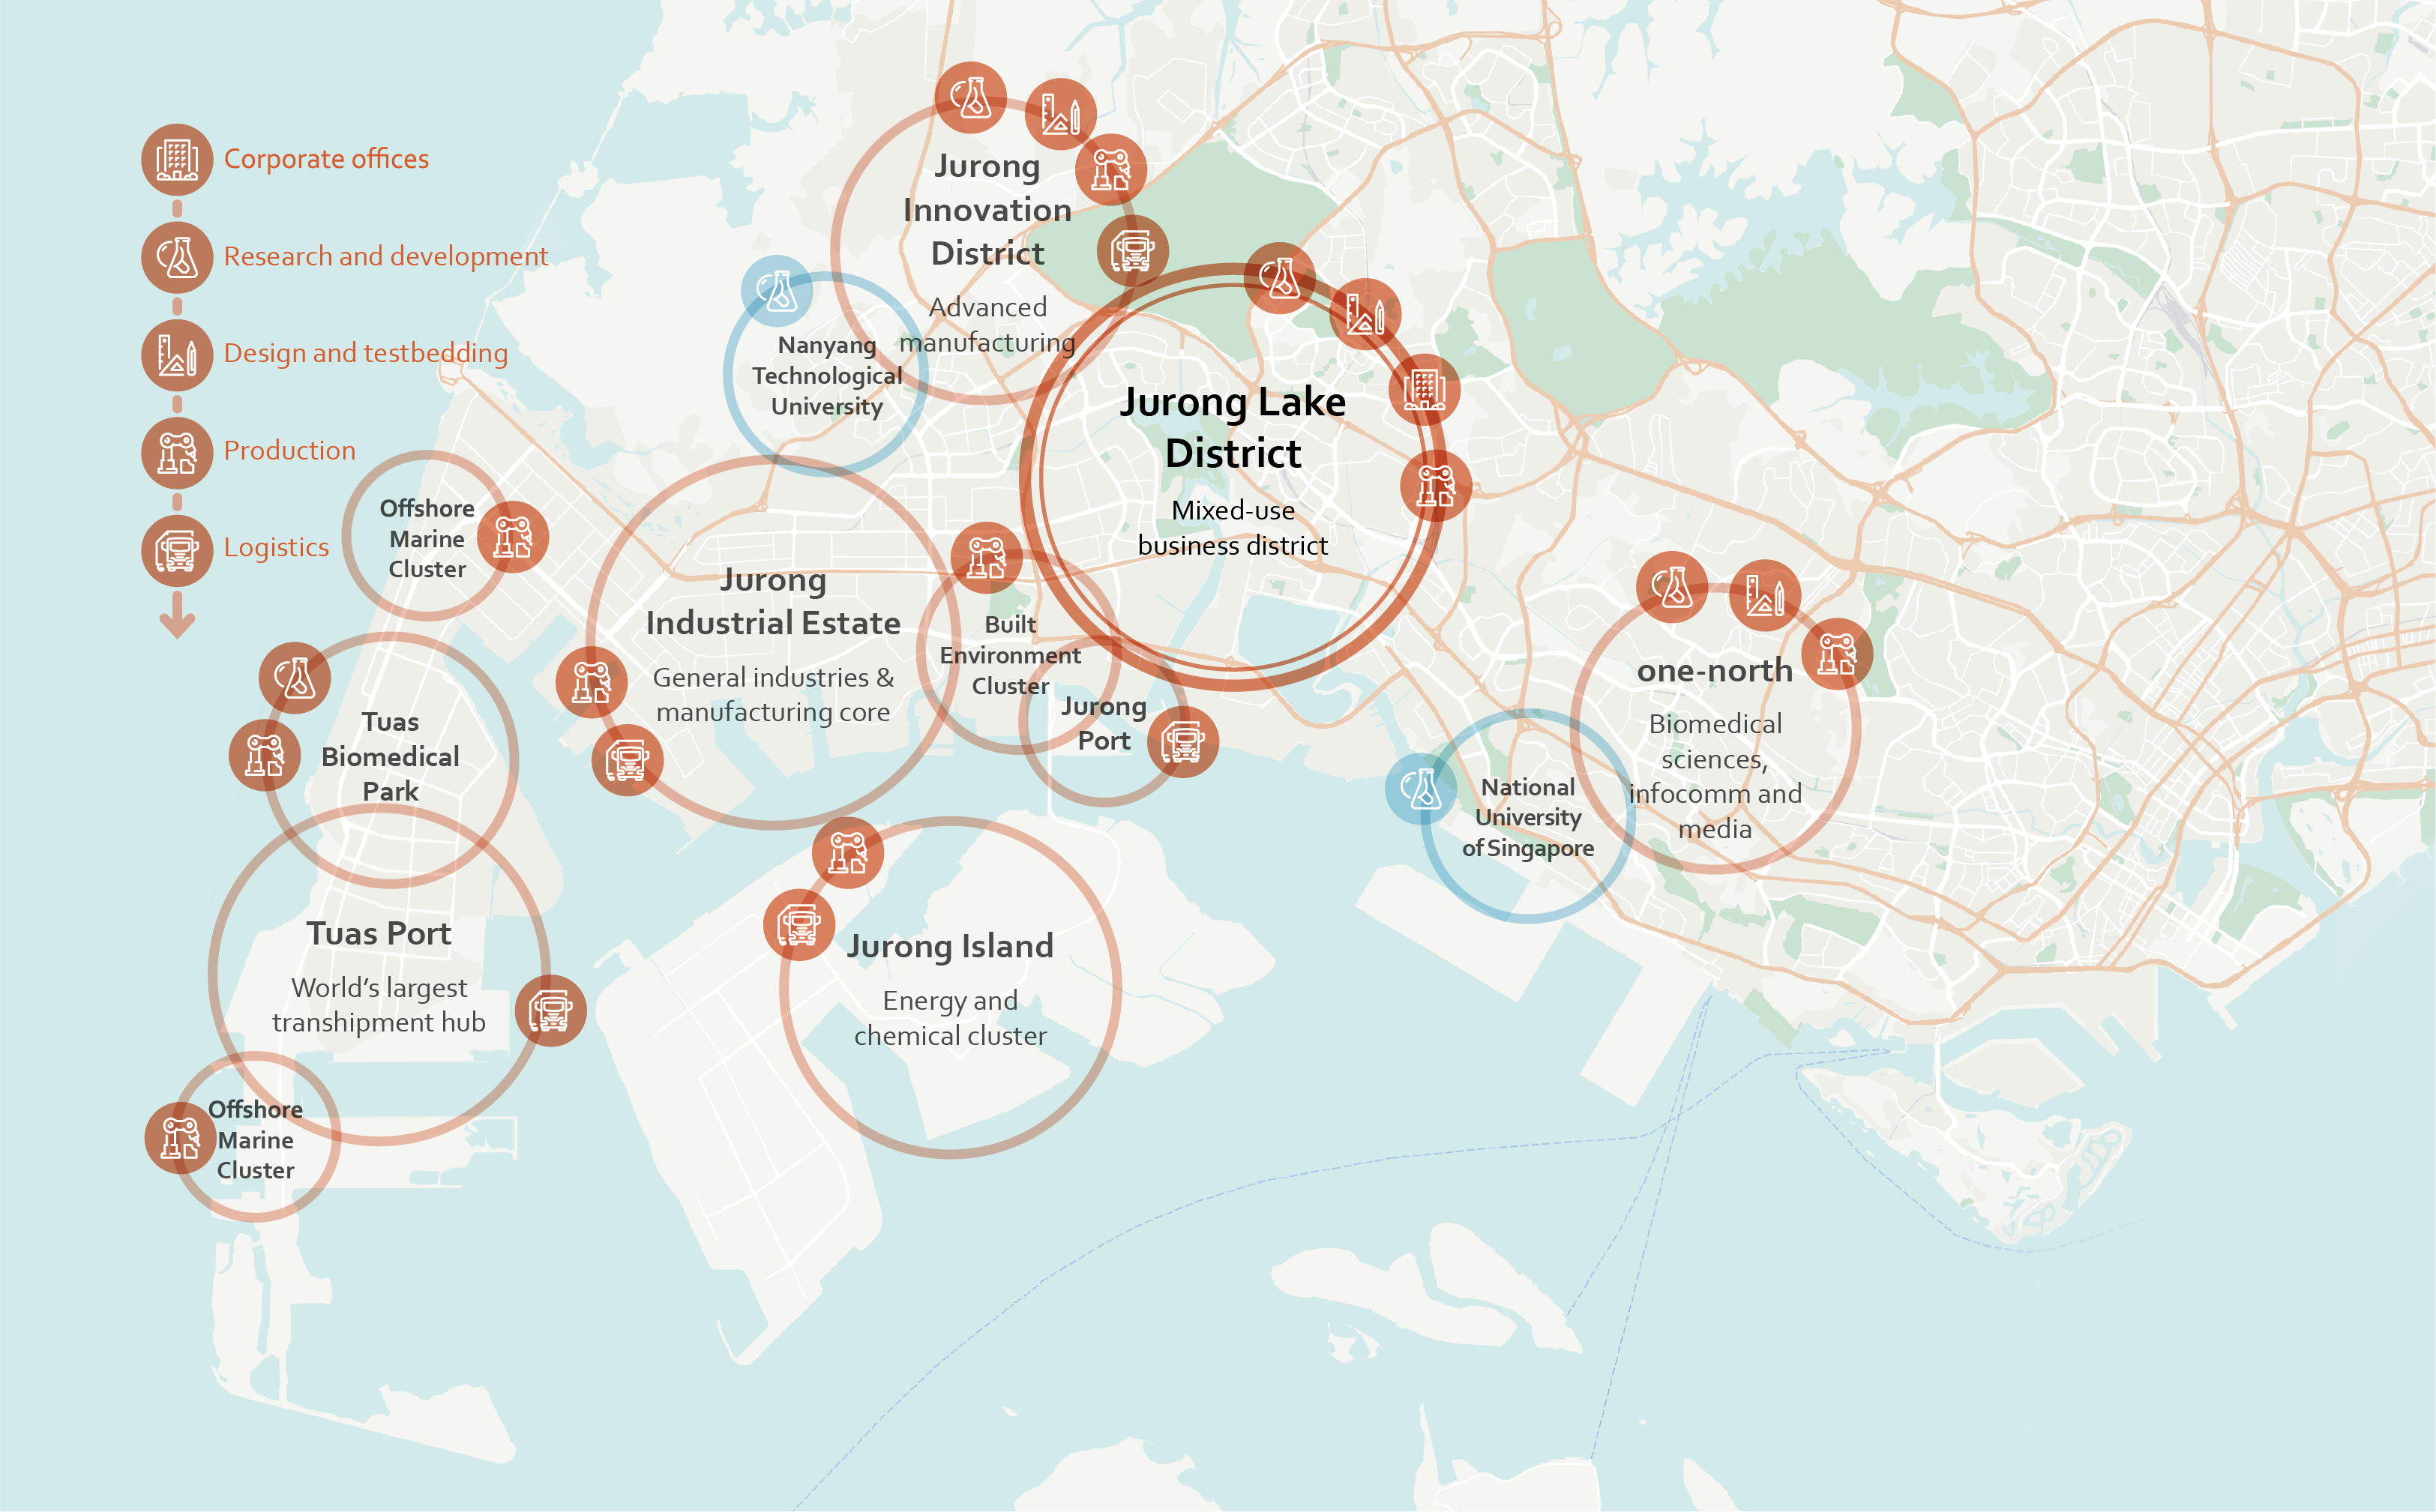 Corporate offices
Research and development
Design and testbedding
Production
Logistics
Jurong
Innovation
District
Advanced
manufacturing
Nanyang
Technological
University
Jurong Lake
District
Mixed-use
business district
Offshore
Marine
Cluster
Jurong
Industrial Estate
General industries &
manufacturing core
Built
Environment
Cluster
Jurong
Port
one-north
Biomedical
sciences,
infocomm and
media
National
University
of Singapore
Tuas
Biomedical
Park
Tuas Port
World’s largest
transhipment hub
Jurong Island
Energy and
chemical cluster
Offshore
Marine
Cluster